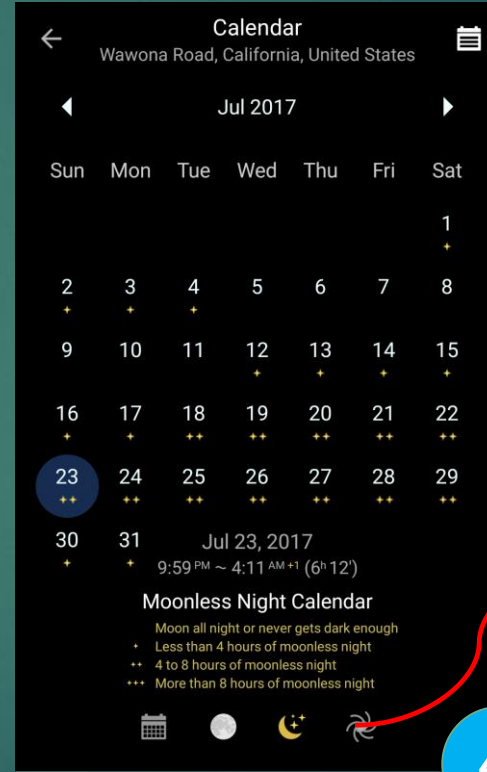 Calendar
Wawona Road, California, United States
Jul 2017
Sun Mon Tue Wed Thu Fri Sat
1
2 3 4 5 6 7 8
9 10 11 12 13 14 15
16 17 18 19 20 21 22
23 24 25 26 27 28 29
30 31 Jul 23, 2017
9:59 PM ~ 4:11 AM +1 (6h 12')
Moonless Night Calendar
Moon all night or never gets dark enough
Less than 4 hours of moonless night
4 to 8 hours of moonless night
More than 8 hours of moonless night